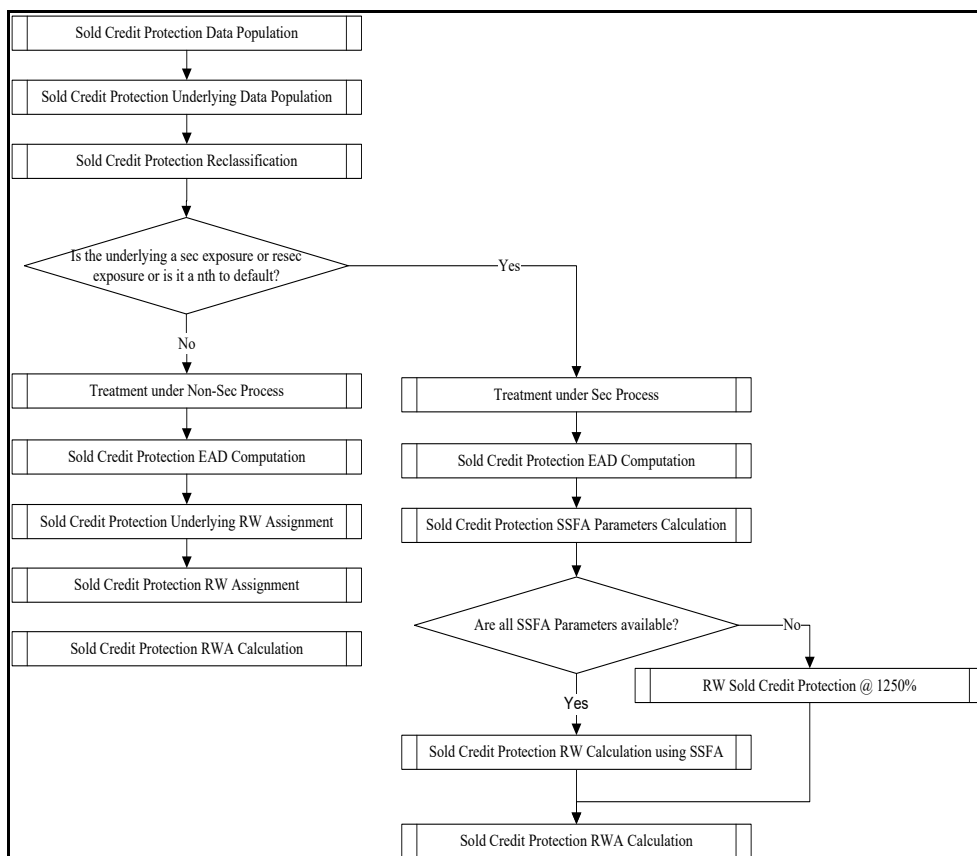 Sold Credit Protection Data Population
Sold Credit Protection Underlying Data Population
Sold Credit Protection Reclassification
Is the underlying a sec exposure or resec
exposure or is it a nth to default?
Yes
No
Treatment under Non-Sec Process
Sold Credit Protection EAD Computation
Sold Credit Protection Underlying RW Assignment
Sold Credit Protection RW Assignment
Sold Credit Protection RWA Calculation
Treatment under Sec Process
Sold Credit Protection EAD Computation
Sold Credit Protection SSFA Parameters Calculation
Are all SSFA Parameters available?
No
RW Sold Credit Protection @ 1250%
Yes
Sold Credit Protection RW Calculation using SSFA
Sold Credit Protection RWA Calculation